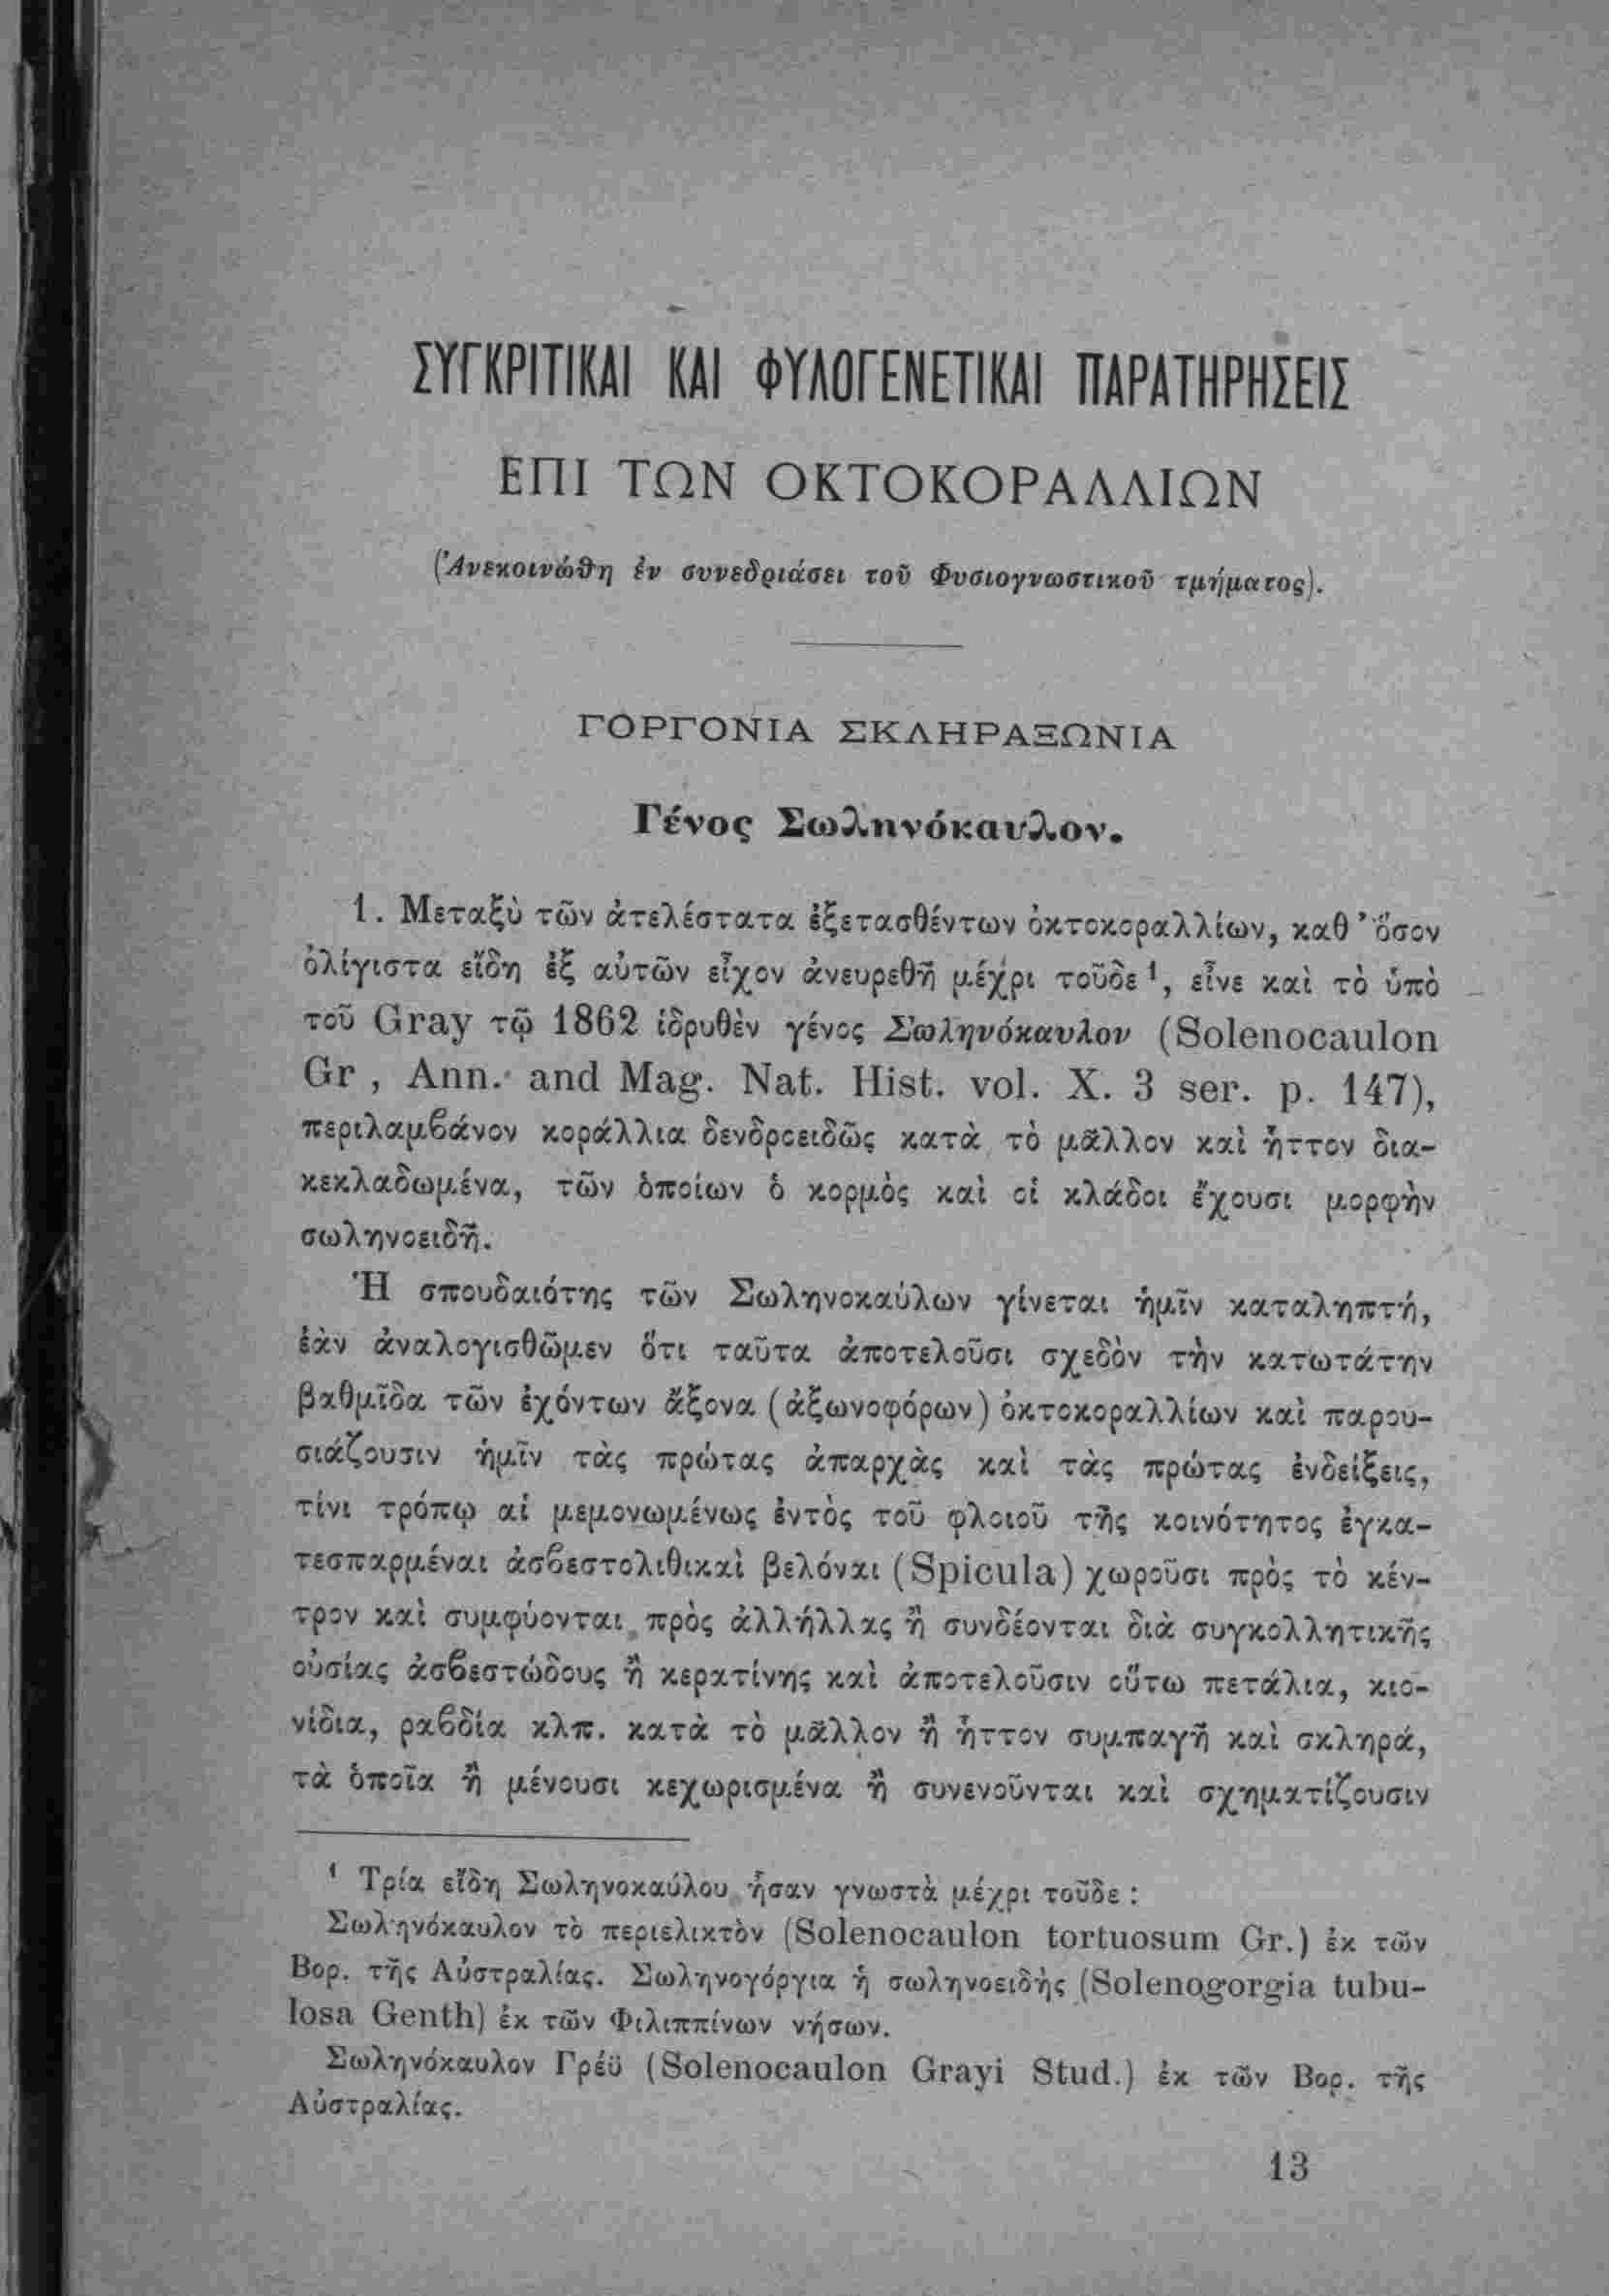 ΣΥΓΚΡΙΤΙΚΑΙ ΚΑΙ ΦΥΛΟΓΕΝΕΤΙΚΑΙ ΠΑΡΑΤΗΡΗΣΕΙΣ
ΕΠΙ ΤΩΝ ΟΚΤΟΚΟΡΑΛΛΙΩΝ
(Ἀνεκοινώθη ἐν συνεδριάσει τοῦ Φυσιογνωστικοῦ τμήματος).
ΓΟΡΓΟΝΙΑ ΣΚΛΗΡΑΞΩΝΙΑ
Γένος Σωληνόκαυλον.
1. Μεταξὺ τῶν ἀτελέστατα ἐξετασθέντων ὀκτοκοραλλίων, καθ' ὅσον
ὀλίγιστα εἴδη ἐξ αὐτῶν εἶχον ἀνευρεθῆ μέχρι τοῦδε ¹, εἶνε καὶ τὸ ὑπὸ
τοῦ Gray τῷ 1862 ἱδρυθὲν γένος Σωληνόκαυλον (Solenocaulon
Gr , Ann. and Mag. Nat. Hist. vol. X. 3 ser. p. 147),
περιλαμβάνον κοράλλια δενδροειδῶς κατὰ τὸ μᾶλλον καὶ ἧττον δια-
κεκλαδωμένα, τῶν ὁποίων ὁ κορμὸς καὶ οἱ κλάδοι ἔχουσι μορφὴν
σωληνοειδῆ.
Ἡ σπουδαιότης τῶν Σωληνοκαύλων γίνεται ἡμῖν καταληπτή,
ἐὰν ἀναλογισθῶμεν ὅτι ταῦτα ἀποτελοῦσι σχεδὸν τὴν κατωτάτην
βαθμῖδα τῶν ἐχόντων ἄξονα (ἀξωνοφόρων) ὀκτοκοραλλίων καὶ παρου-
σιάζουσιν ἡμῖν τὰς πρώτας ἀπαρχὰς καὶ τὰς πρώτας ἐνδείξεις,
τίνι τρόπῳ αἱ μεμονωμένως ἐντὸς τοῦ φλοιοῦ τῆς κοινότητος ἐγκα-
τεσπαρμέναι ἀσβεστολιθικαὶ βελόναι (Spicula) χωροῦσι πρὸς τὸ κέν-
τρον καὶ συμφύονται πρὸς ἀλλήλλας ἢ συνδέονται διὰ συγκολλητικῆς
οὐσίας ἀσβεστώδους ἢ κερατίνης καὶ ἀποτελοῦσιν οὕτω πετάλια, κιο-
νίδια, ραβδία κλπ. κατὰ τὸ μᾶλλον ἢ ἧττον συμπαγῆ καὶ σκληρά,
τὰ ὁποῖα ἢ μένουσι κεχωρισμένα ἢ συνενοῦνται καὶ σχηματίζουσιν
¹ Τρία εἴδη Σωληνοκαύλου ἦσαν γνωστὰ μέχρι τοῦδε :
Σωληνόκαυλον τὸ περιελικτὸν (Solenocaulon tortuosum Gr.) ἐκ τῶν
Βορ. τῆς Αὐστραλίας. Σωληνογόργια ἡ σωληνοειδὴς (Solenogorgia tubu-
losa Genth) ἐκ τῶν Φιλιππίνων νήσων.
Σωληνόκαυλον Γρέϋ (Solenocaulon Grayi Stud.) ἐκ τῶν Βορ. τῆς
Αὐστραλίας.
13